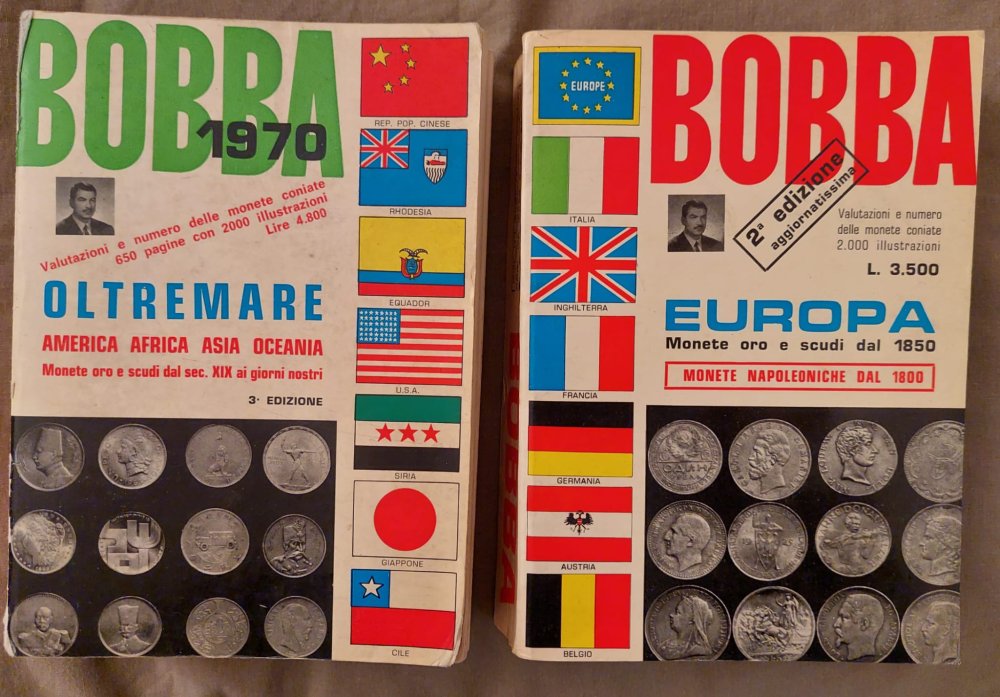 BOBBA
1970
Valutazioni e numero delle monete coniate
650 pagine con 2000 illustrazioni
Lire 4.800
OLTREMARE
AMERICA AFRICA ASIA OCEANIA
Monete oro e scudi dal sec. XIX ai giorni nostri
3ª EDIZIONE
REP. POP. CINESE
RHODESIA
EQUADOR
U.S.A.
SIRIA
GIAPPONE
CILE
BOBBA
EUROPE
ITALIA
INGHILTERRA
FRANCIA
GERMANIA
AUSTRIA
BELGIO
BOBBA
2ª edizione
aggiornatissima
Valutazioni e numero
delle monete coniate
2.000 illustrazioni
L. 3.500
EUROPA
Monete oro e scudi dal 1850
MONETE NAPOLEONICHE DAL 1800